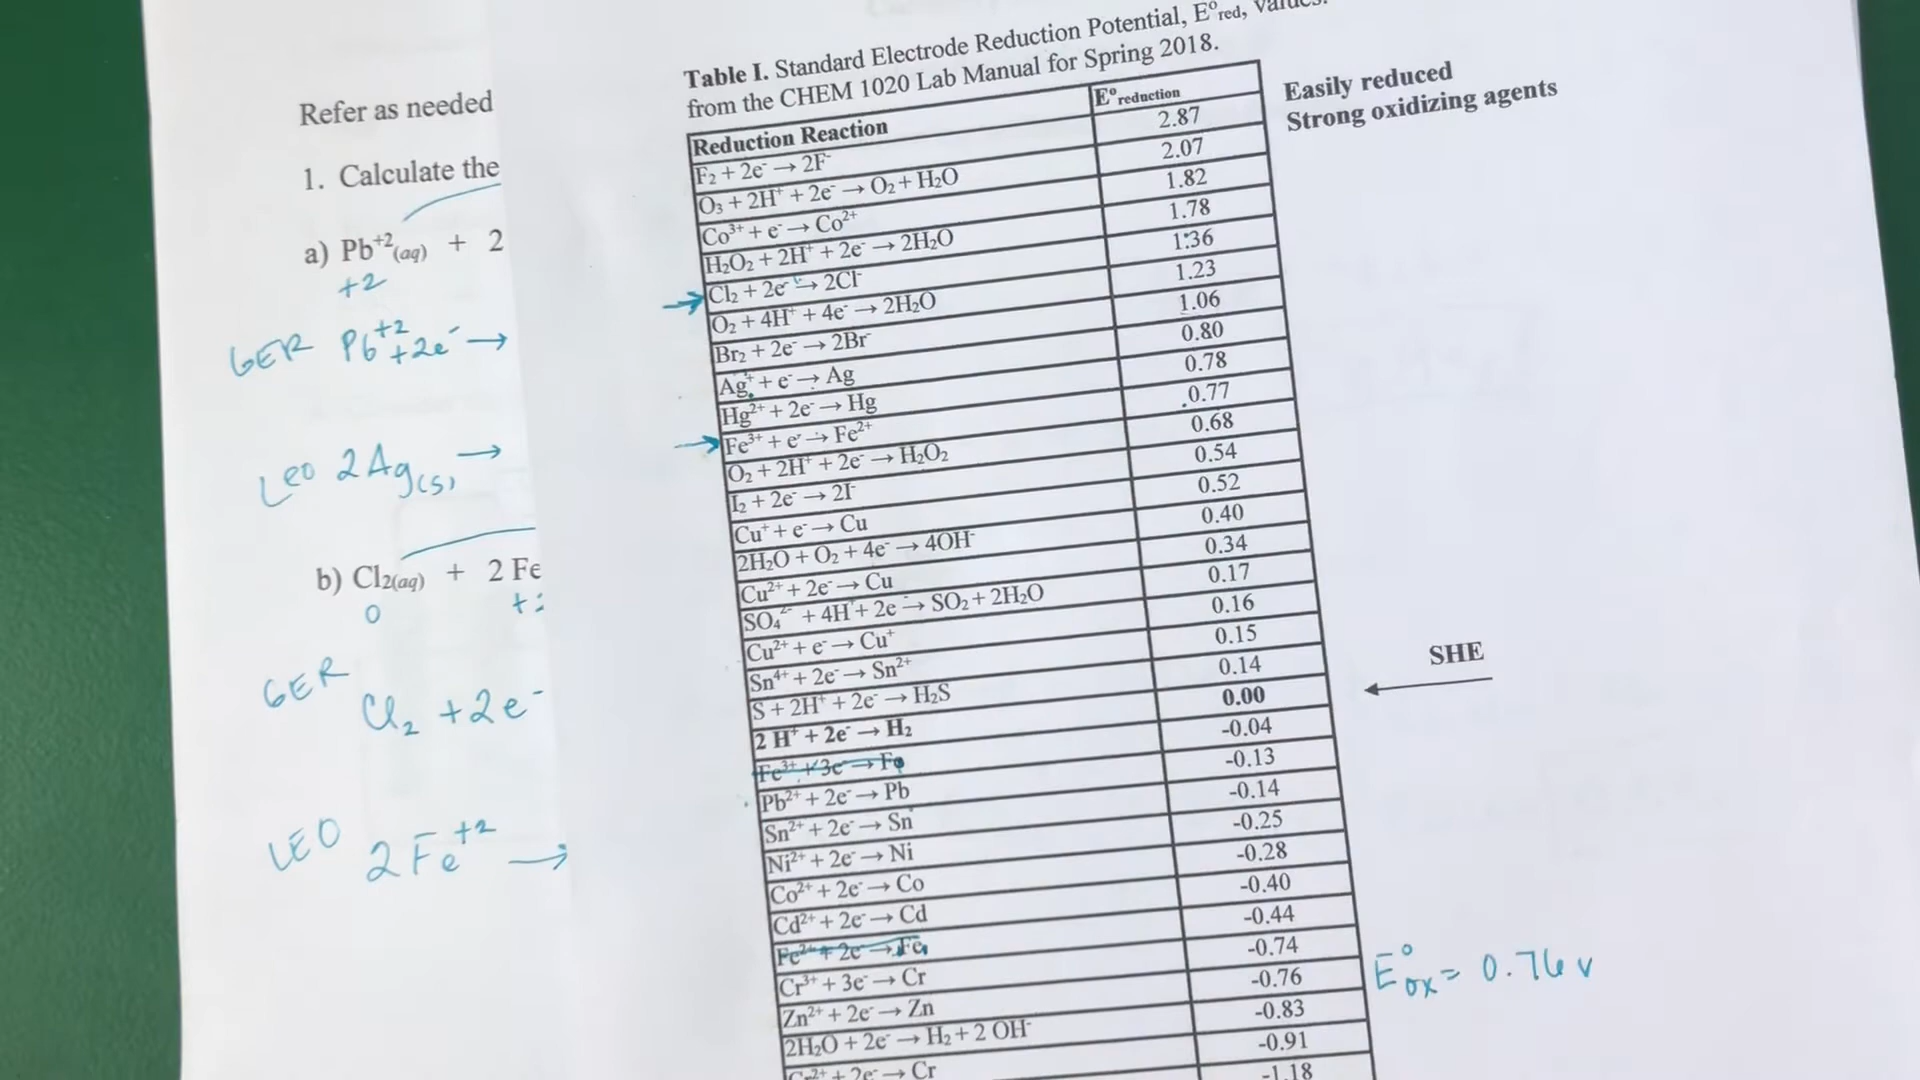 Table I. Standard Electrode Reduction Potential, E°red, values.
from the CHEM 1020 Lab Manual for Spring 2018.
Reduction Reaction E°reduction
F₂ + 2e⁻ → 2F⁻ 2.87
O₃ + 2H⁺ + 2e⁻ → O₂ + H₂O 2.07
Co³⁺ + e⁻ → Co²⁺ 1.82
H₂O₂ + 2H⁺ + 2e⁻ → 2H₂O 1.78
Cl₂ + 2e⁻ → 2Cl⁻ 1.36
O₂ + 4H⁺ + 4e⁻ → 2H₂O 1.23
Br₂ + 2e⁻ → 2Br⁻ 1.06
Ag⁺ + e⁻ → Ag 0.80
Hg²⁺ + 2e⁻ → Hg 0.78
Fe³⁺ + e⁻ → Fe²⁺ 0.77
O₂ + 2H⁺ + 2e⁻ → H₂O₂ 0.68
I₂ + 2e⁻ → 2I⁻ 0.54
Cu⁺ + e⁻ → Cu 0.52
2H₂O + O₂ + 4e⁻ → 4OH⁻ 0.40
Cu²⁺ + 2e⁻ → Cu 0.34
SO₄²⁻ + 4H⁺ + 2e⁻ → SO₂ + 2H₂O 0.17
Cu²⁺ + e⁻ → Cu⁺ 0.16
Sn⁴⁺ + 2e⁻ → Sn²⁺ 0.15
S + 2H⁺ + 2e⁻ → H₂S 0.14
2 H⁺ + 2e⁻ → H₂ 0.00
Fe³⁺ + 3e⁻ → Fe -0.04
Pb²⁺ + 2e⁻ → Pb -0.13
Sn²⁺ + 2e⁻ → Sn -0.14
Ni²⁺ + 2e⁻ → Ni -0.25
Co²⁺ + 2e⁻ → Co -0.28
Cd²⁺ + 2e⁻ → Cd -0.40
Fe²⁺ + 2e⁻ → Fe -0.44
Cr³⁺ + 3e⁻ → Cr -0.74
Zn²⁺ + 2e⁻ → Zn -0.76
2H₂O + 2e⁻ → H₂ + 2 OH⁻ -0.83
Cr²⁺ + 2e⁻ → Cr -0.91
-1.18
Easily reduced
Strong oxidizing agents
SHE
E°ox = 0.76 v
Refer as needed
1. Calculate the
a) Pb⁺²(aq) + 2
+2
GER Pb⁺² + 2e⁻ →
LEO 2Ag(s) →
b) Cl₂(aq) + 2 Fe
0
GER
Cl₂ + 2e⁻
LEO 2Fe⁺² →